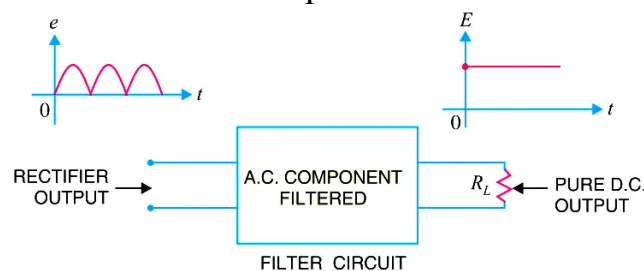 e
E
t
0
t
0
RECTIFIER
OUTPUT
A.C. COMPONENT
FILTERED
R_L
PURE D.C.
OUTPUT
FILTER CIRCUIT